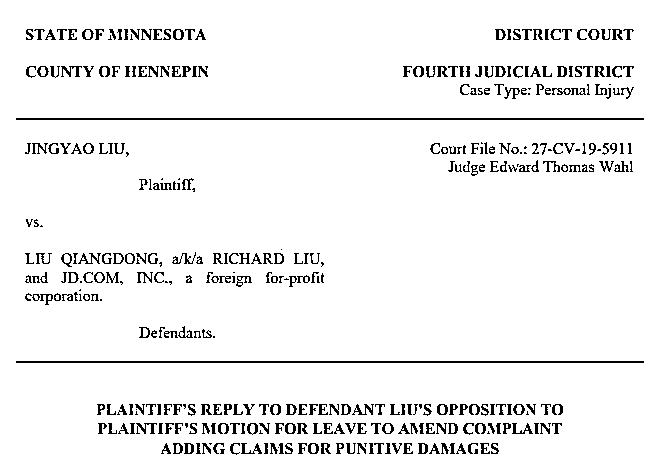 STATE OF MINNESOTA
DISTRICT COURT
COUNTY OF HENNEPIN
FOURTH JUDICIAL DISTRICT
Case Type: Personal Injury
JINGYAO LIU,
Court File No.: 27-CV-19-5911
Judge Edward Thomas Wahl
Plaintiff,
vs.
LIU QIANGDONG, a/k/a RICHARD LIU,
and JD.COM, INC., a foreign for-profit
corporation.
Defendants.
PLAINTIFF'S REPLY TO DEFENDANT LIU'S OPPOSITION TO
PLAINTIFF'S MOTION FOR LEAVE TO AMEND COMPLAINT
ADDING CLAIMS FOR PUNITIVE DAMAGES